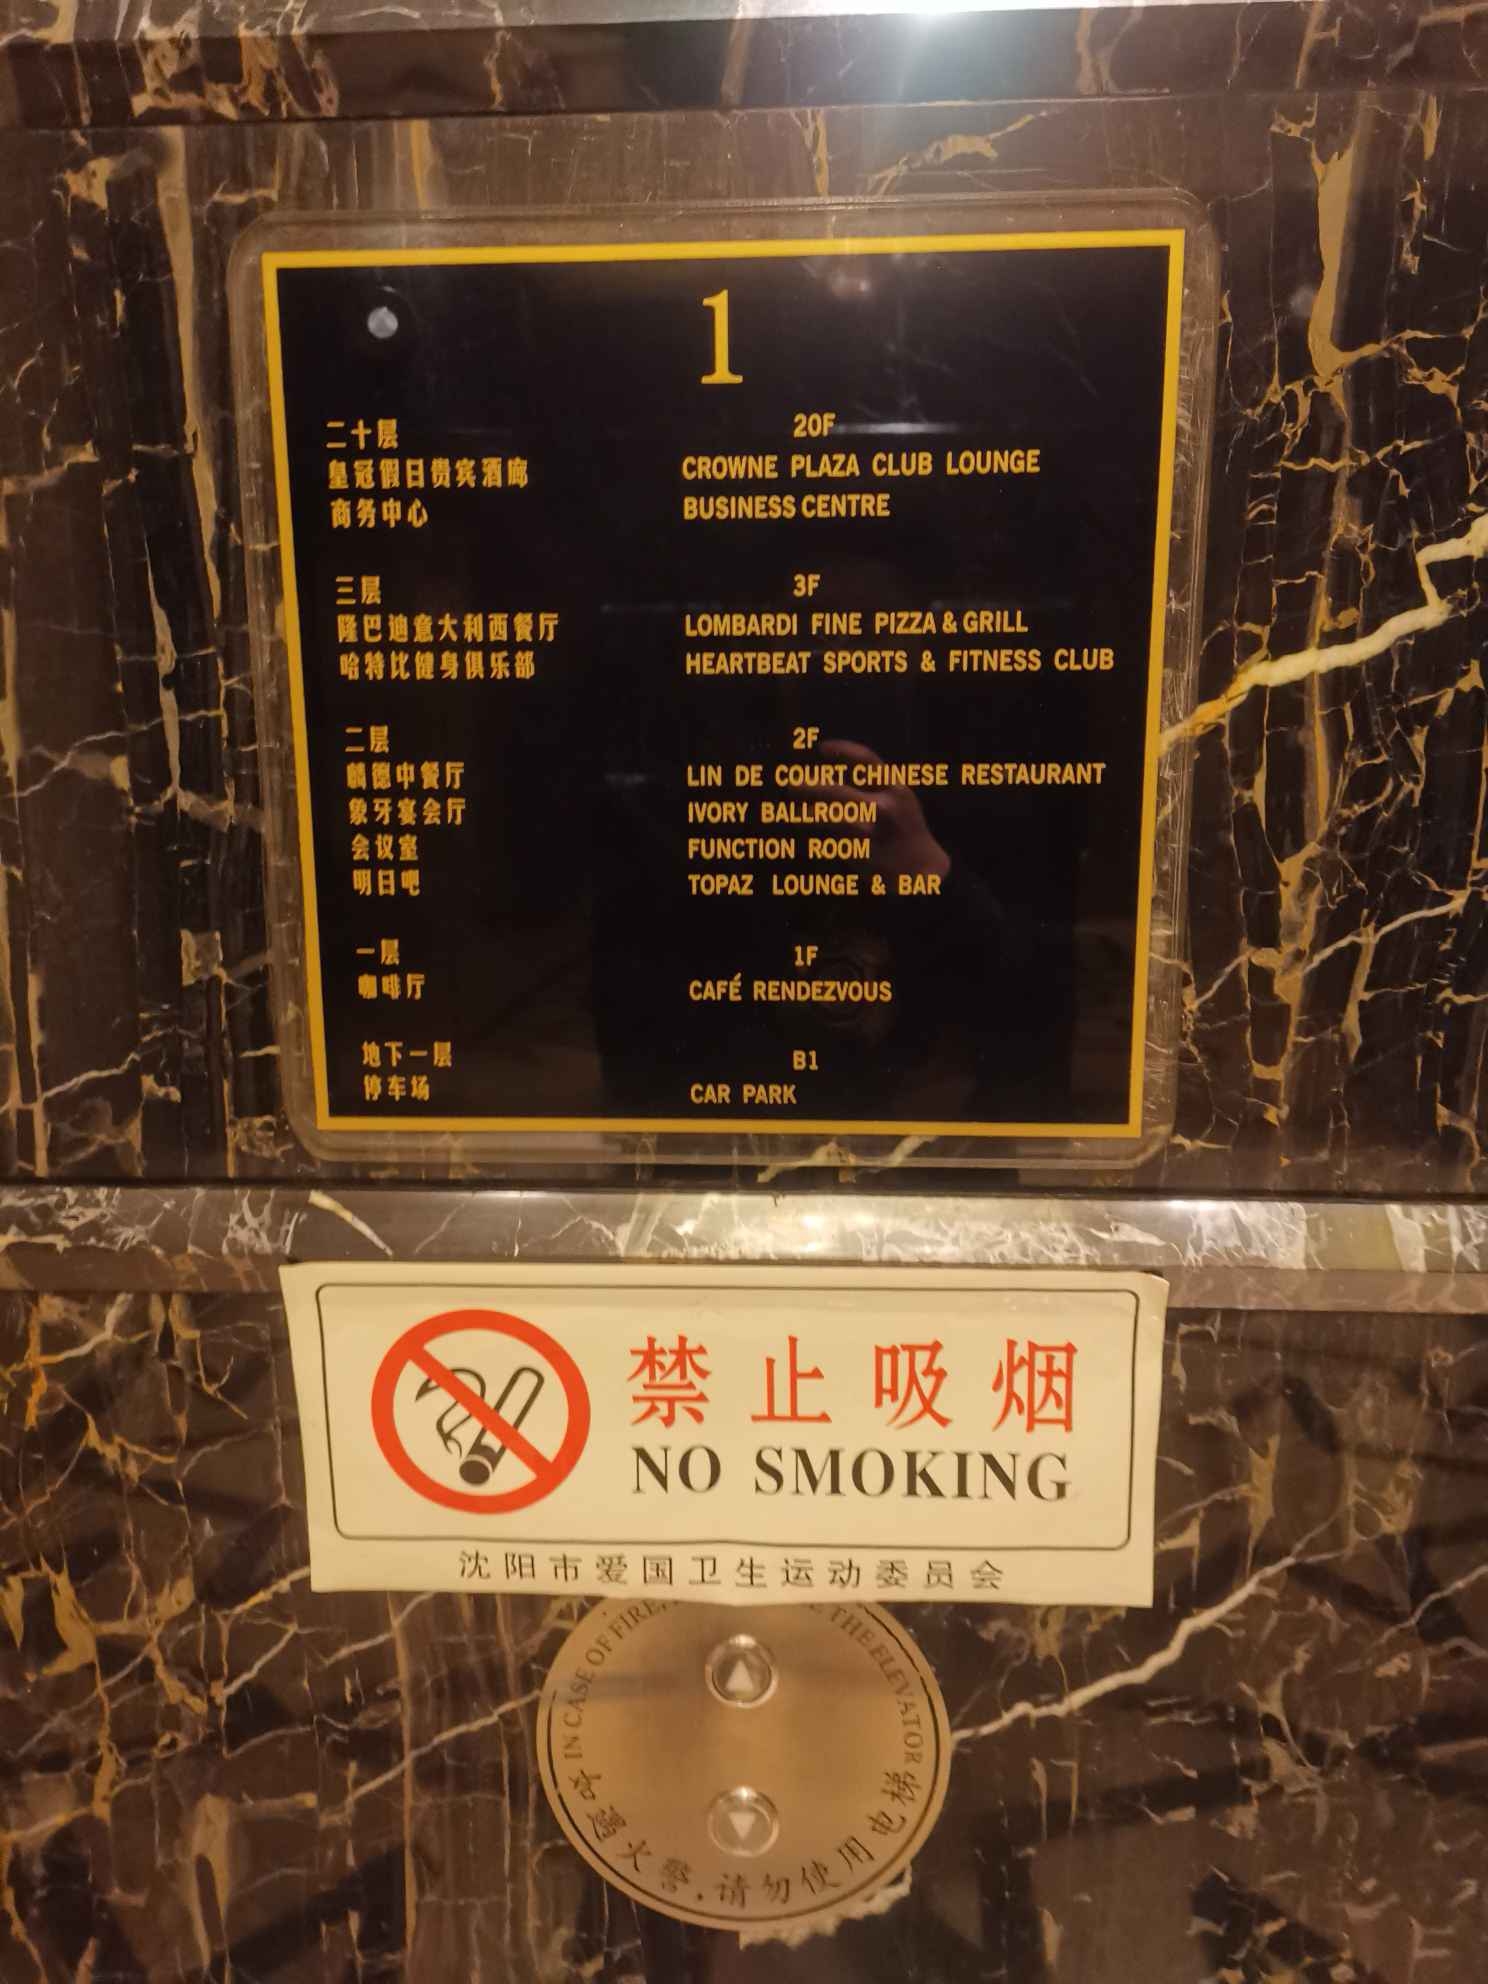 1
二十层 20F
皇冠假日贵宾酒廊 CROWNE PLAZA CLUB LOUNGE
商务中心 BUSINESS CENTRE
三层 3F
隆巴迪意大利西餐厅 LOMBARDI FINE PIZZA & GRILL
哈特比健身俱乐部 HEARTBEAT SPORTS & FITNESS CLUB
二层 2F
麟德中餐厅 LIN DE COURT CHINESE RESTAURANT
象牙宴会厅 IVORY BALLROOM
会议室 FUNCTION ROOM
明日吧 TOPAZ LOUNGE & BAR
一层 1F
咖啡厅 CAFÉ RENDEZVOUS
地下一层 B1
停车场 CAR PARK
禁止吸烟
NO SMOKING
沈阳市爱国卫生运动委员会
IN CASE OF FIRE THE ELEVATOR
火警.请勿使用电梯